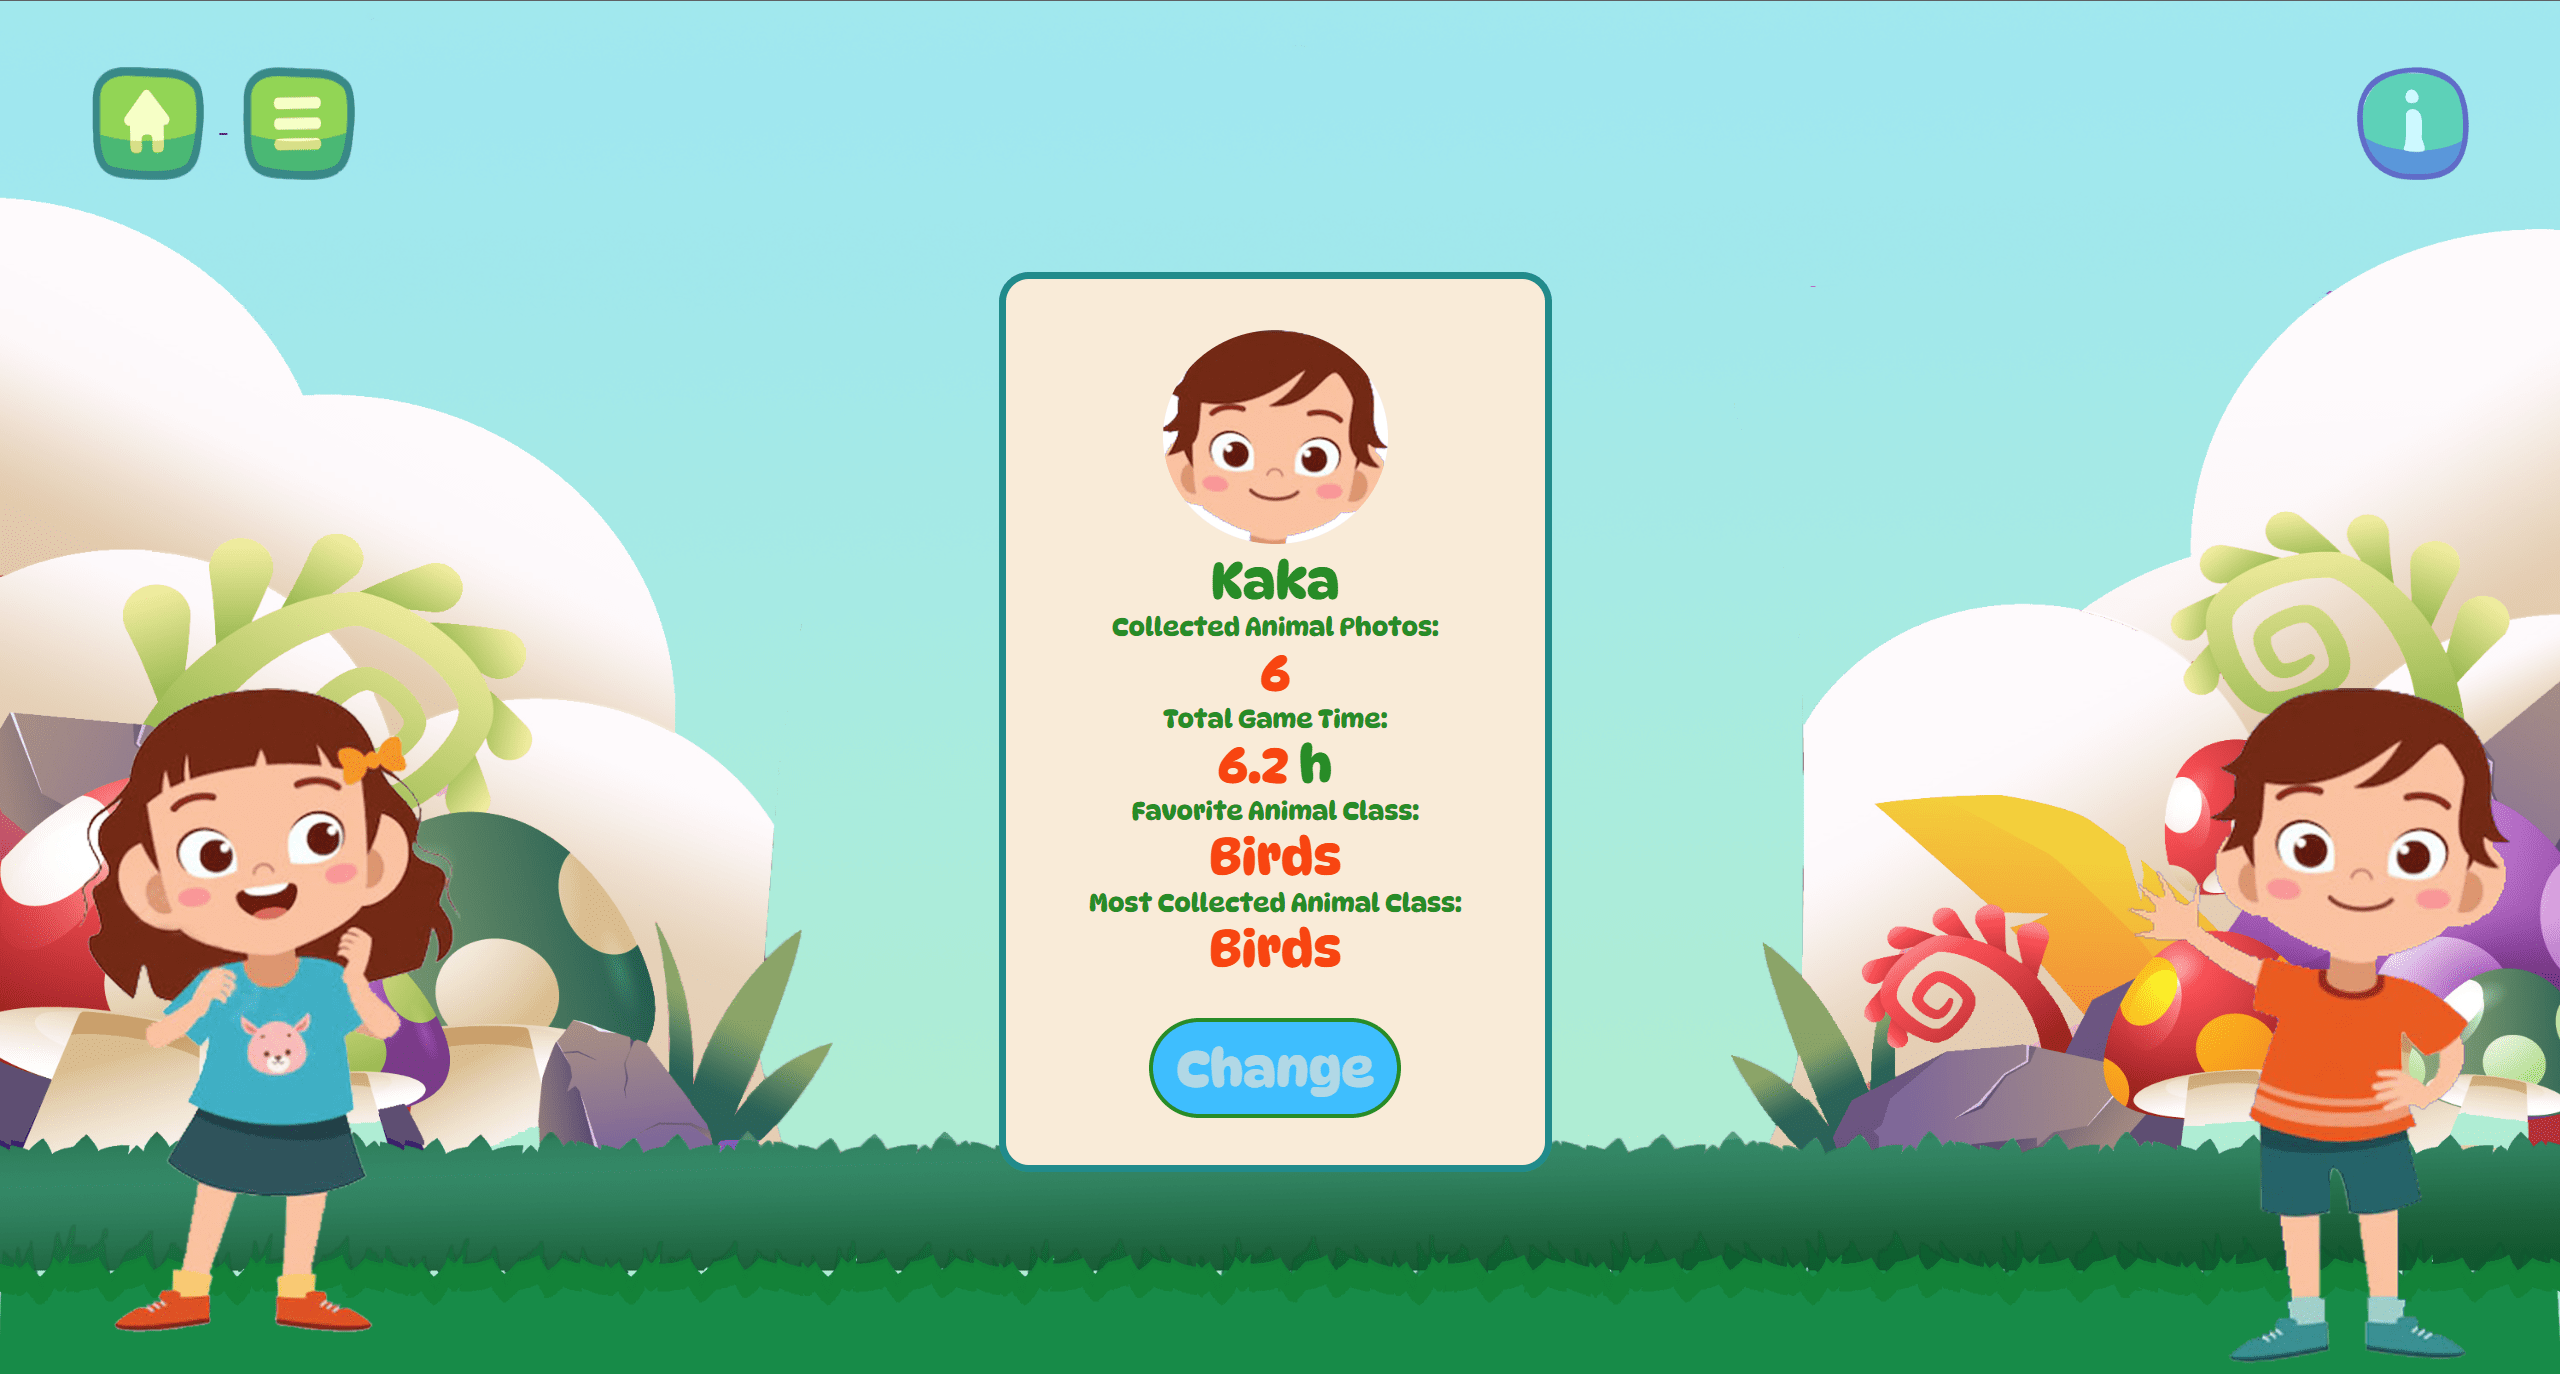 Kaka
Collected Animal Photos:
6
Total Game Time:
6.2 h
Favorite Animal Class:
Birds
Most Collected Animal Class:
Birds
Change